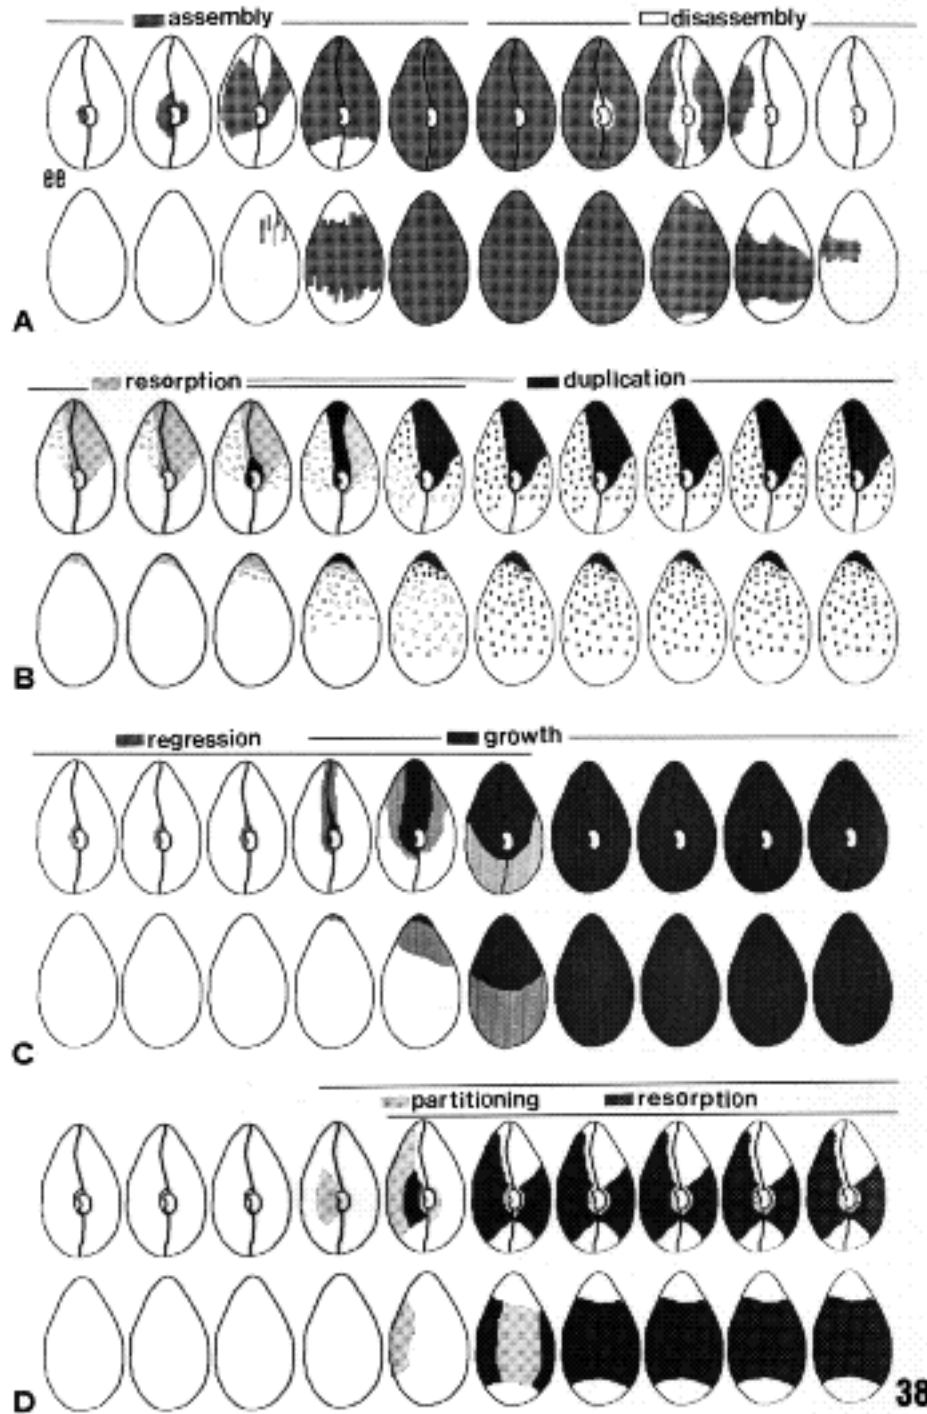 assembly disassembly
ee
A
resorption duplication
B
regression growth
C
partitioning resorption
D
38